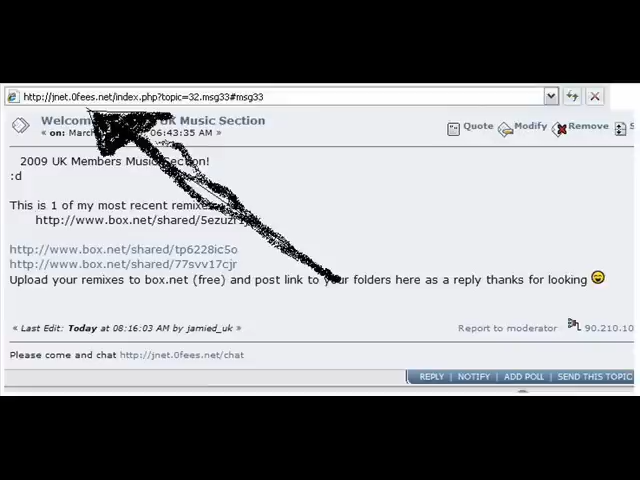 http://jnet.0fees.net/index.php?topic=32.msg33#msg33
Welcome UK Music Section
« on: March 06:43:35 AM »
Quote Modify Remove S
2009 UK Members Music Section!
:d
This is 1 of my most recent remixes
http://www.box.net/shared/
http://www.box.net/shared/tp6228ic5o
http://www.box.net/shared/77svv17cjr
Upload your remixes to box.net (free) and post link to your folders here as a reply thanks for looking
« Last Edit: Today at 08:16:03 AM by jamied_uk »
Report to moderator 90.210.10
Please come and chat http://jnet.0fees.net/chat
REPLY | NOTIFY | ADD POLL | SEND THIS TOPIC